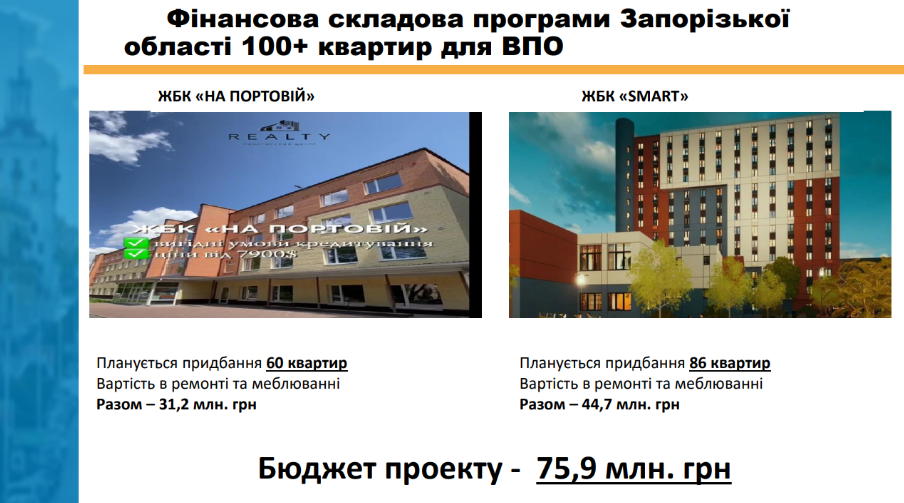 Фінансова складова програми Запорізької
області 100+ квартир для ВПО
ЖБК «НА ПОРТОВІЙ»
REALTY
ЖБК «НА ПОРТОВІЙ»
вигідні умови кредитування
ціни від 7900$
Планується придбання 60 квартир
Вартість в ремонті та меблюванні
Разом – 31,2 млн. грн
ЖБК «SMART»
Планується придбання 86 квартир
Вартість в ремонті та меблюванні
Разом – 44,7 млн. грн
Бюджет проекту - 75,9 млн. грн